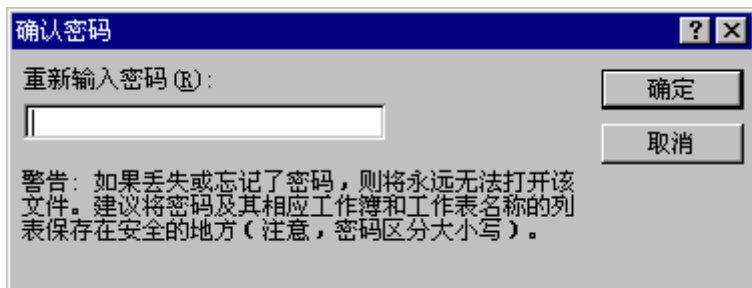 确认密码
重新输入密码(R):
确定
取消
警告: 如果丢失或忘记了密码，则将永远无法打开该
文件。建议将密码及其相应工作簿和工作表名称的列
表保存在安全的地方(注意，密码区分大小写)。